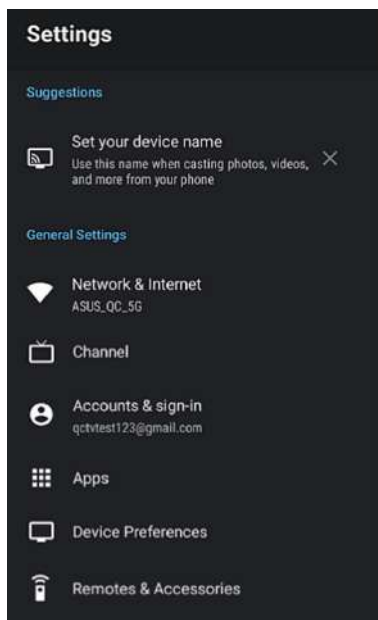 Settings
Suggestions
Set your device name
Use this name when casting photos, videos,
and more from your phone
General Settings
Network & Internet
ASUS_QC_5G
Channel
Accounts & sign-in
qctvtest123@gmail.com
Apps
Device Preferences
Remotes & Accessories